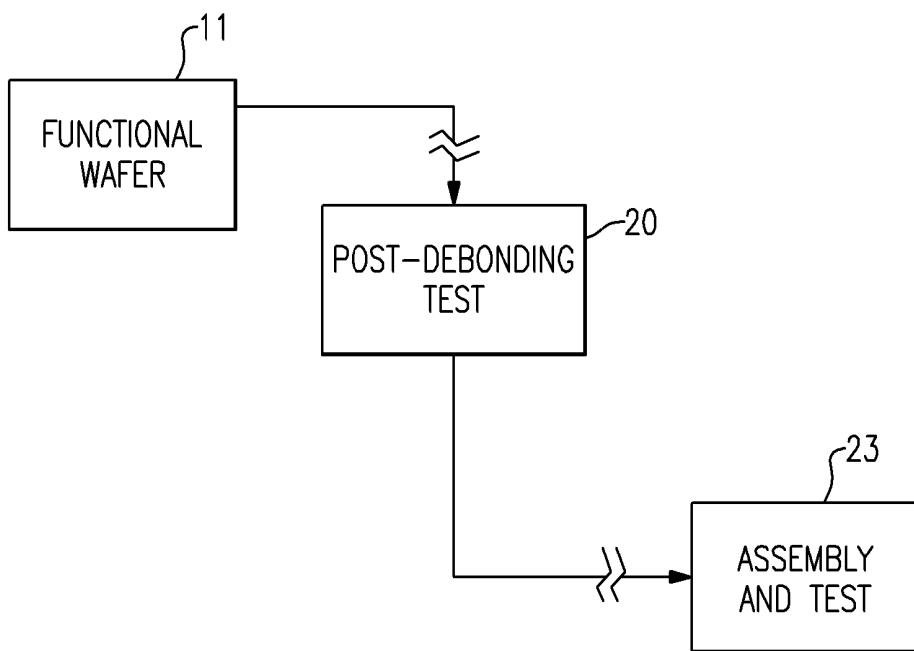 11
FUNCTIONAL
WAFER
20
POST-DEBONDING
TEST
23
ASSEMBLY
AND TEST